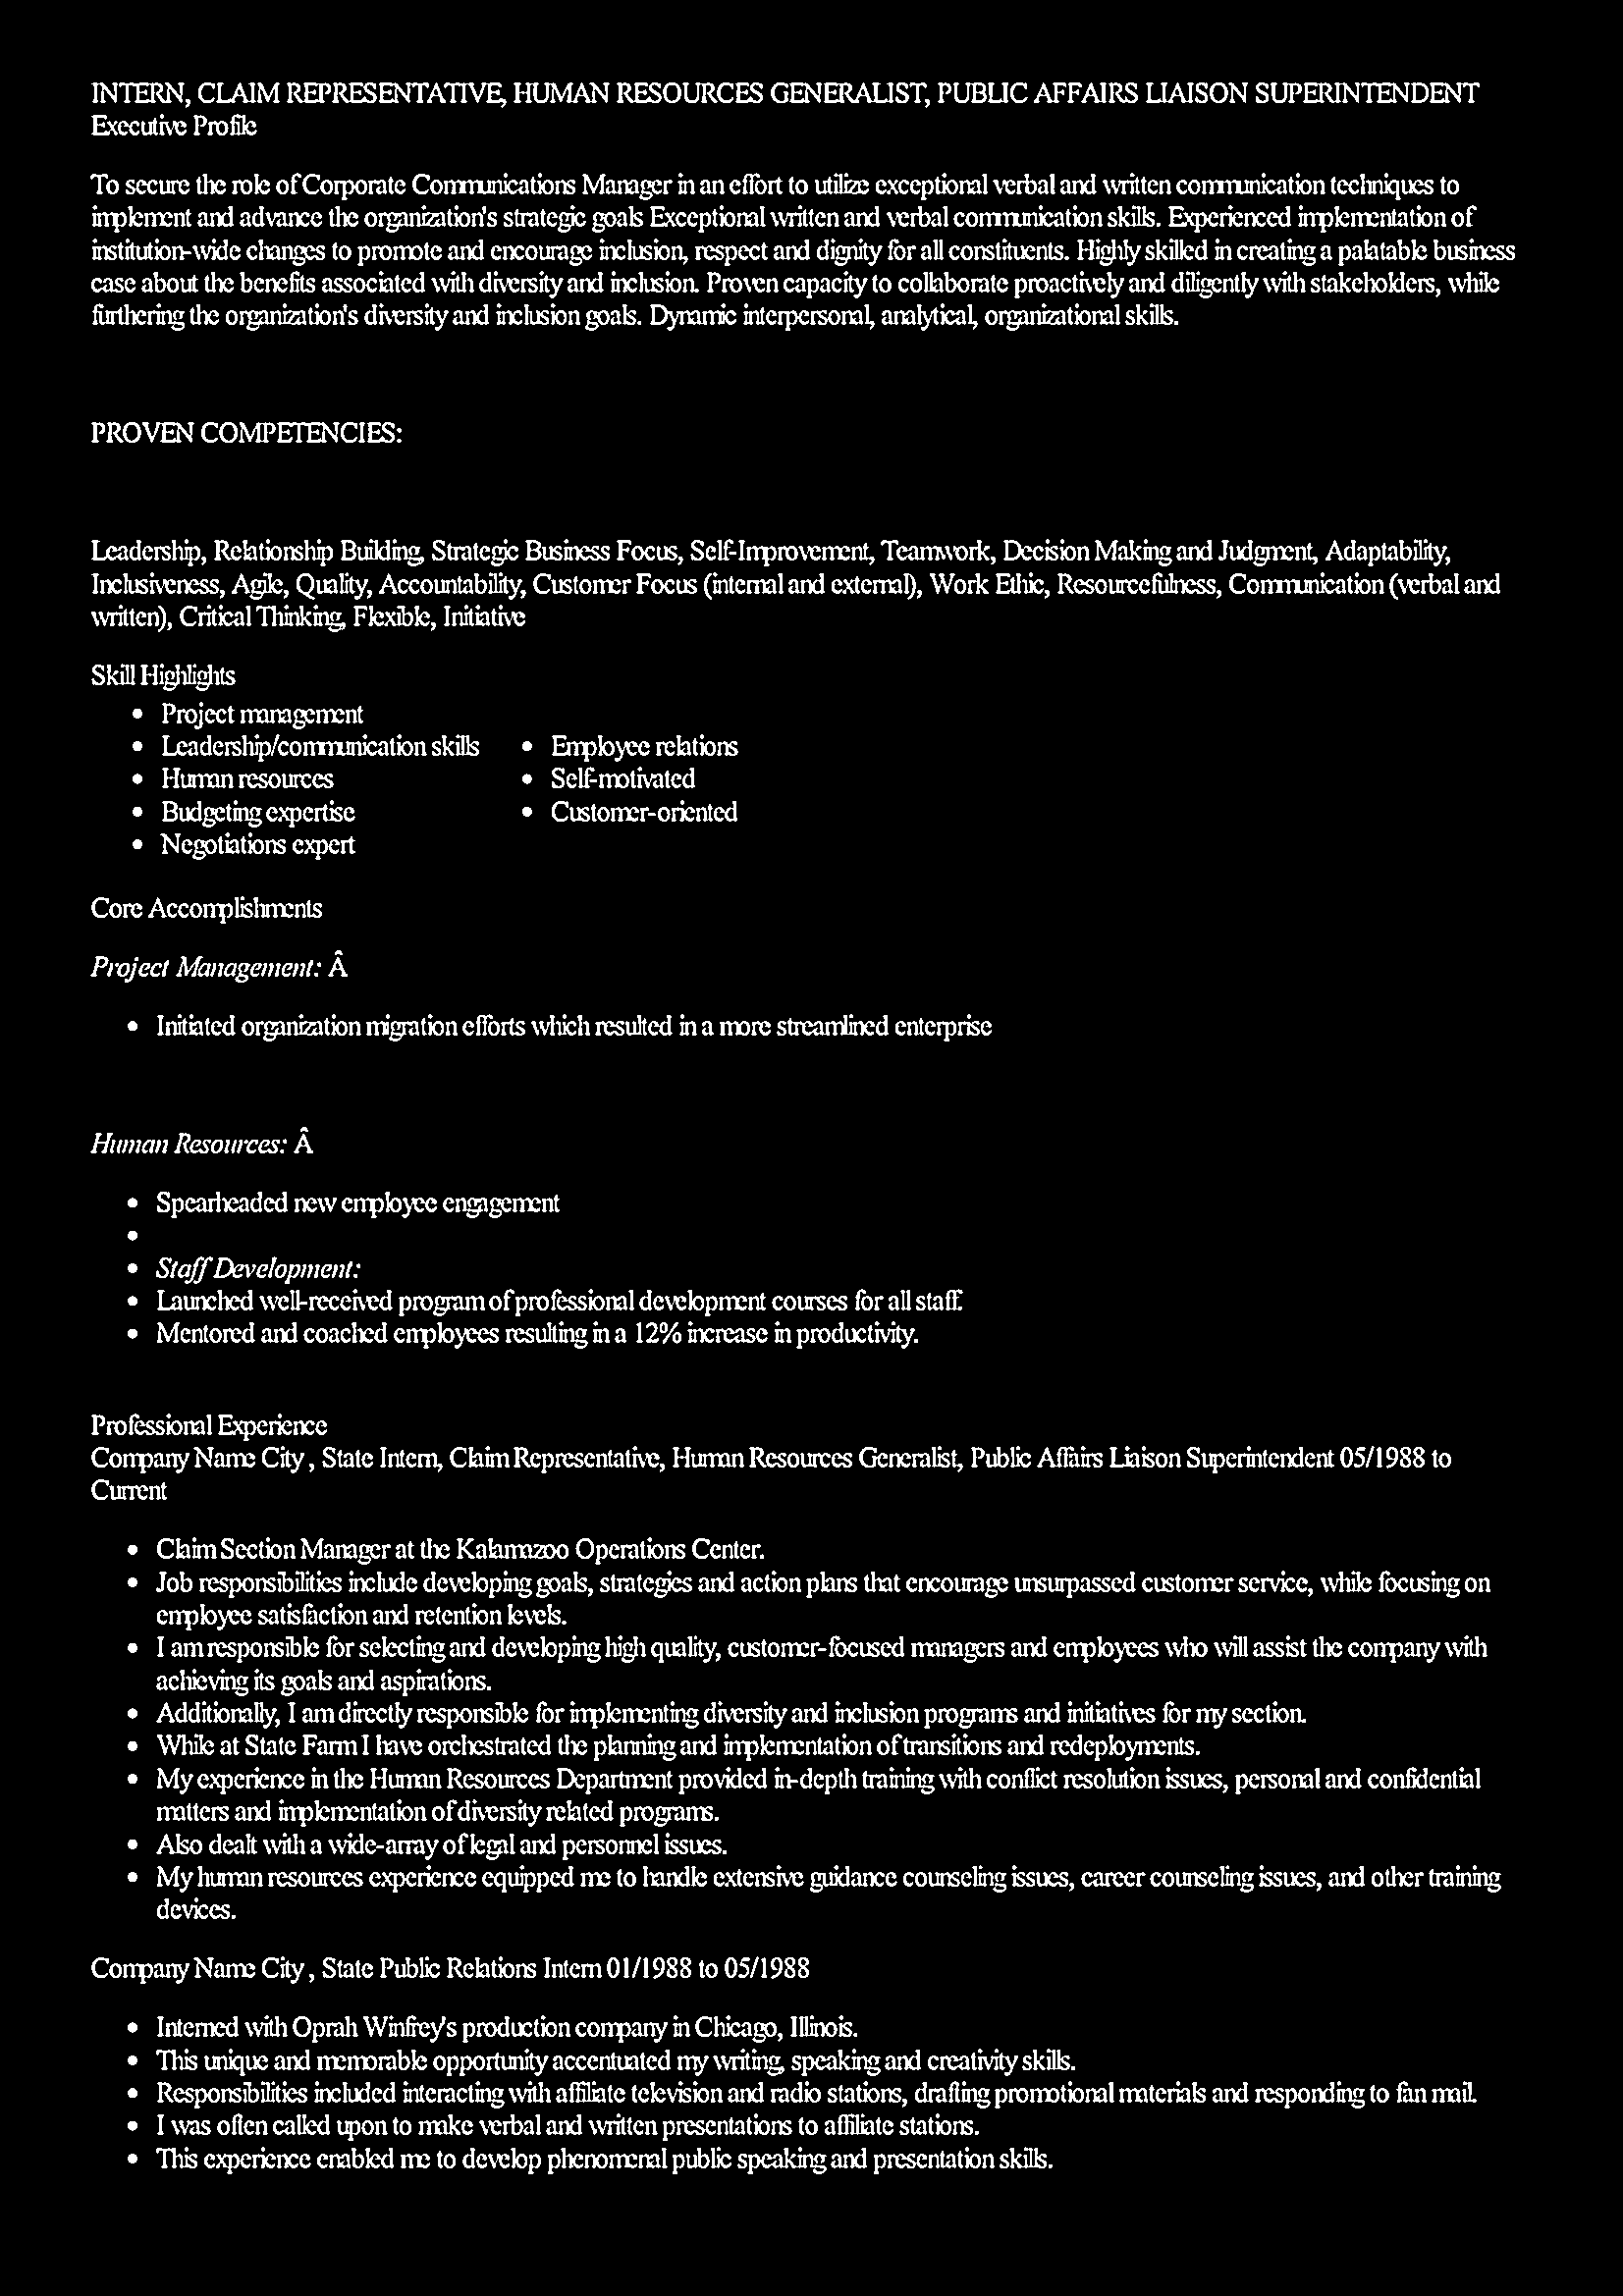 INTERN, CLAIM REPRESENTATIVE, HUMAN RESOURCES GENERALIST, PUBLIC AFFAIRS LIAISON SUPERINTENDENT
Executive Profile
To secure the role of Corporate Communications Manager in an effort to utilize exceptional verbal and written communication techniques to
implement and advance the organization's strategic goals Exceptional written and verbal communication skills. Experienced implementation of
institution-wide changes to promote and encourage inclusion, respect and dignity for all constituents. Highly skilled in creating a palatable business
case about the benefits associated with diversity and inclusion. Proven capacity to collaborate proactively and diligently with stakeholders, while
furthering the organization's diversity and inclusion goals. Dynamic interpersonal, analytical, organizational skills.
PROVEN COMPETENCIES:
Leadership, Relationship Building, Strategic Business Focus, Self-Improvement, Teamwork, Decision Making and Judgment, Adaptability,
Inclusiveness, Agile, Quality, Accountability, Customer Focus (internal and external), Work Ethic, Resourcefulness, Communication (verbal and
written), Critical Thinking, Flexible, Initiative
Skill Highlights
• Project management
• Leadership/communication skills
• Human resources
• Budgeting expertise
• Negotiations expert
• Employee relations
• Self-motivated
• Customer-oriented
Core Accomplishments
Project Management: Â
• Initiated organization migration efforts which resulted in a more streamlined enterprise
Human Resources: Â
• Spearheaded new employee engagement
•
• Staff Development:
• Launched well-received program of professional development courses for all staff.
• Mentored and coached employees resulting in a 12% increase in productivity.
Professional Experience
Company Name City , State Intern, Claim Representative, Human Resources Generalist, Public Affairs Liaison Superintendent 05/1988 to
Current
• Claim Section Manager at the Kalamazoo Operations Center.
• Job responsibilities include developing goals, strategies and action plans that encourage unsurpassed customer service, while focusing on
employee satisfaction and retention levels.
• I am responsible for selecting and developing high quality, customer-focused managers and employees who will assist the company with
achieving its goals and aspirations.
• Additionally, I am directly responsible for implementing diversity and inclusion programs and initiatives for my section.
• While at State Farm I have orchestrated the planning and implementation of transitions and redeployments.
• My experience in the Human Resources Department provided in-depth training with conflict resolution issues, personal and confidential
matters and implementation of diversity related programs.
• Also dealt with a wide-array of legal and personnel issues.
• My human resources experience equipped me to handle extensive guidance counseling issues, career counseling issues, and other training
devices.
Company Name City , State Public Relations Intern 01/1988 to 05/1988
• Interned with Oprah Winfrey's production company in Chicago, Illinois.
• This unique and memorable opportunity accentuated my writing, speaking and creativity skills.
• Responsibilities included interacting with affiliate television and radio stations, drafting promotional materials and responding to fan mail.
• I was often called upon to make verbal and written presentations to affiliate stations.
• This experience enabled me to develop phenomenal public speaking and presentation skills.